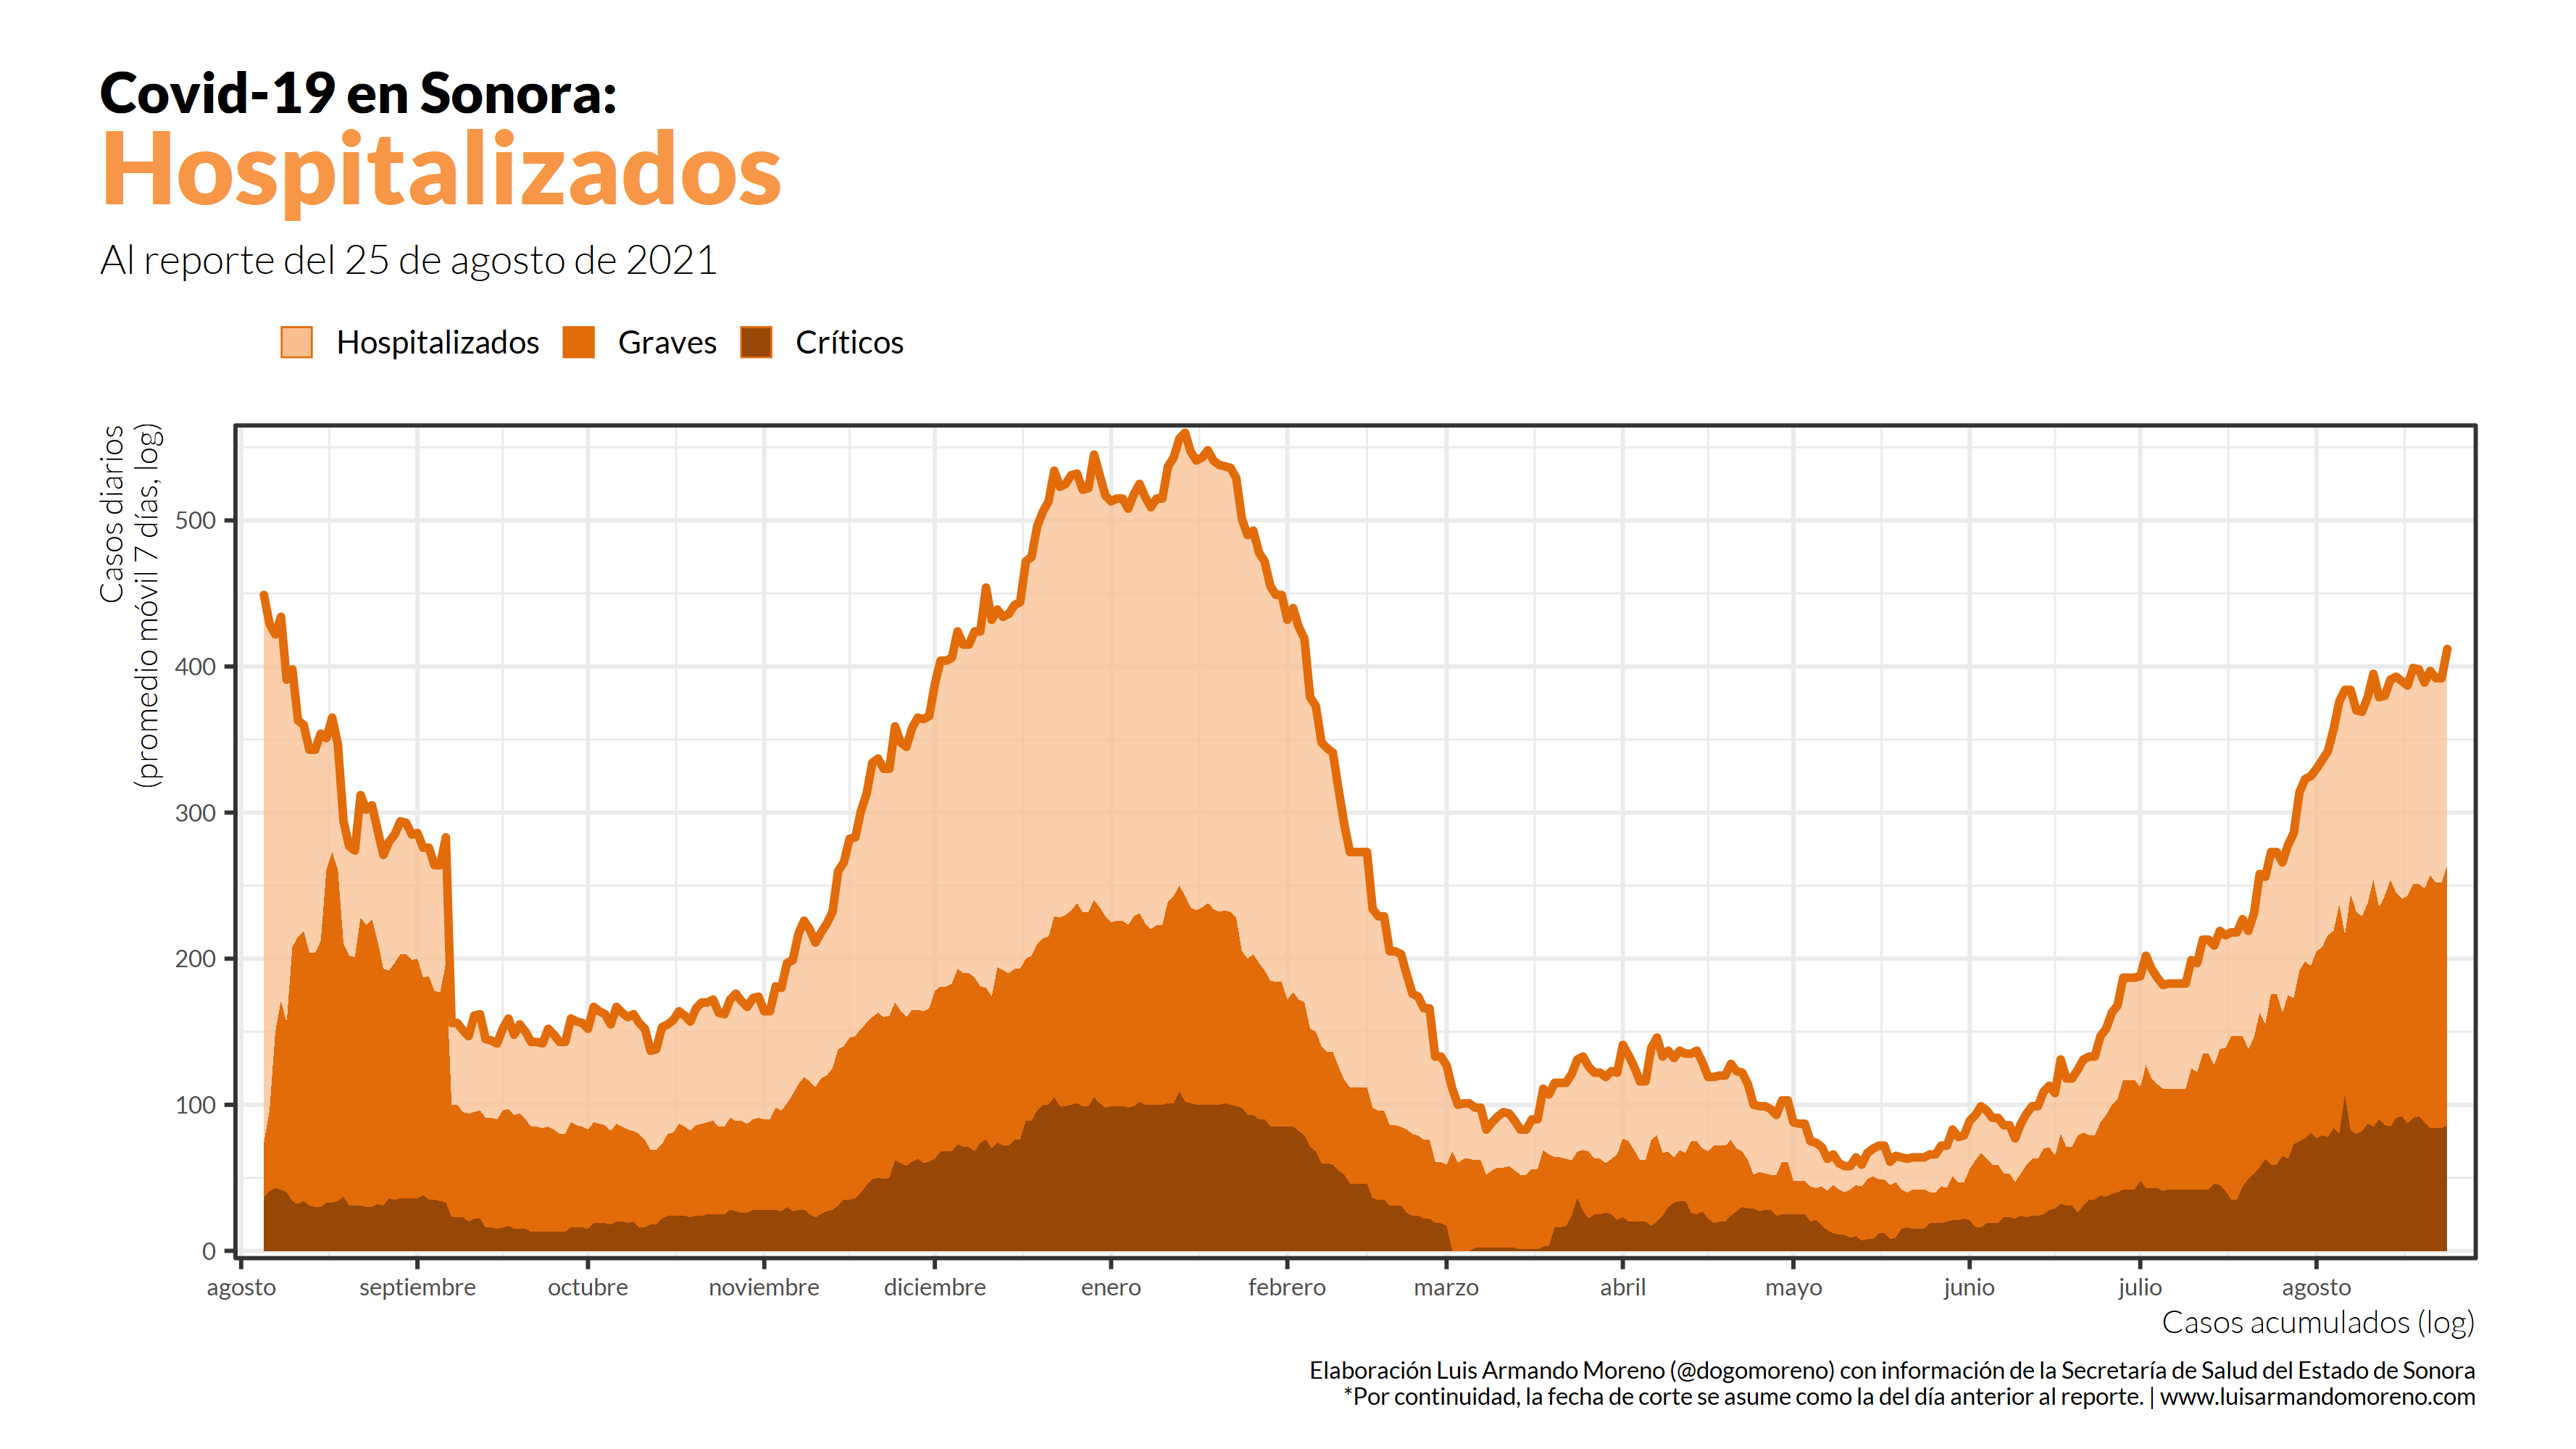 Covid-19 en Sonora:
Hospitalizados
Al reporte del 25 de agosto de 2021
Hospitalizados
Graves
Críticos
Casos diarios
(promedio móvil 7 días, log)
500
400
300
200
100
0
agosto
septiembre
octubre
noviembre
diciembre
enero
febrero
marzo
abril
mayo
junio
julio
agosto
Casos acumulados (log)
Elaboración Luis Armando Moreno (@dogomoreno) con información de la Secretaría de Salud del Estado de Sonora
*Por continuidad, la fecha de corte se asume como la del día anterior al reporte. | www.luisarmandomoreno.com